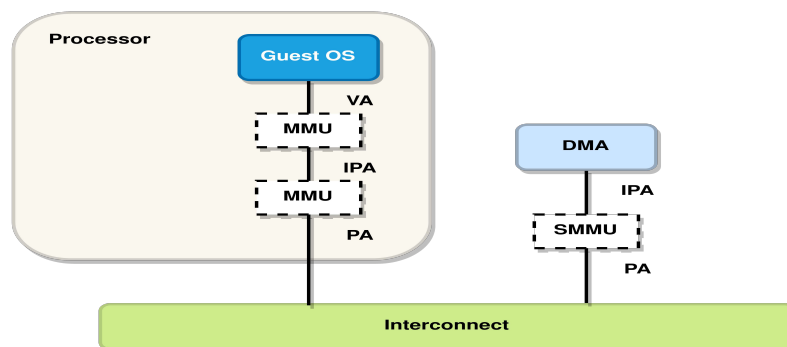 Processor
Guest OS
VA
MMU
IPA
MMU
PA
DMA
IPA
SMMU
PA
Interconnect